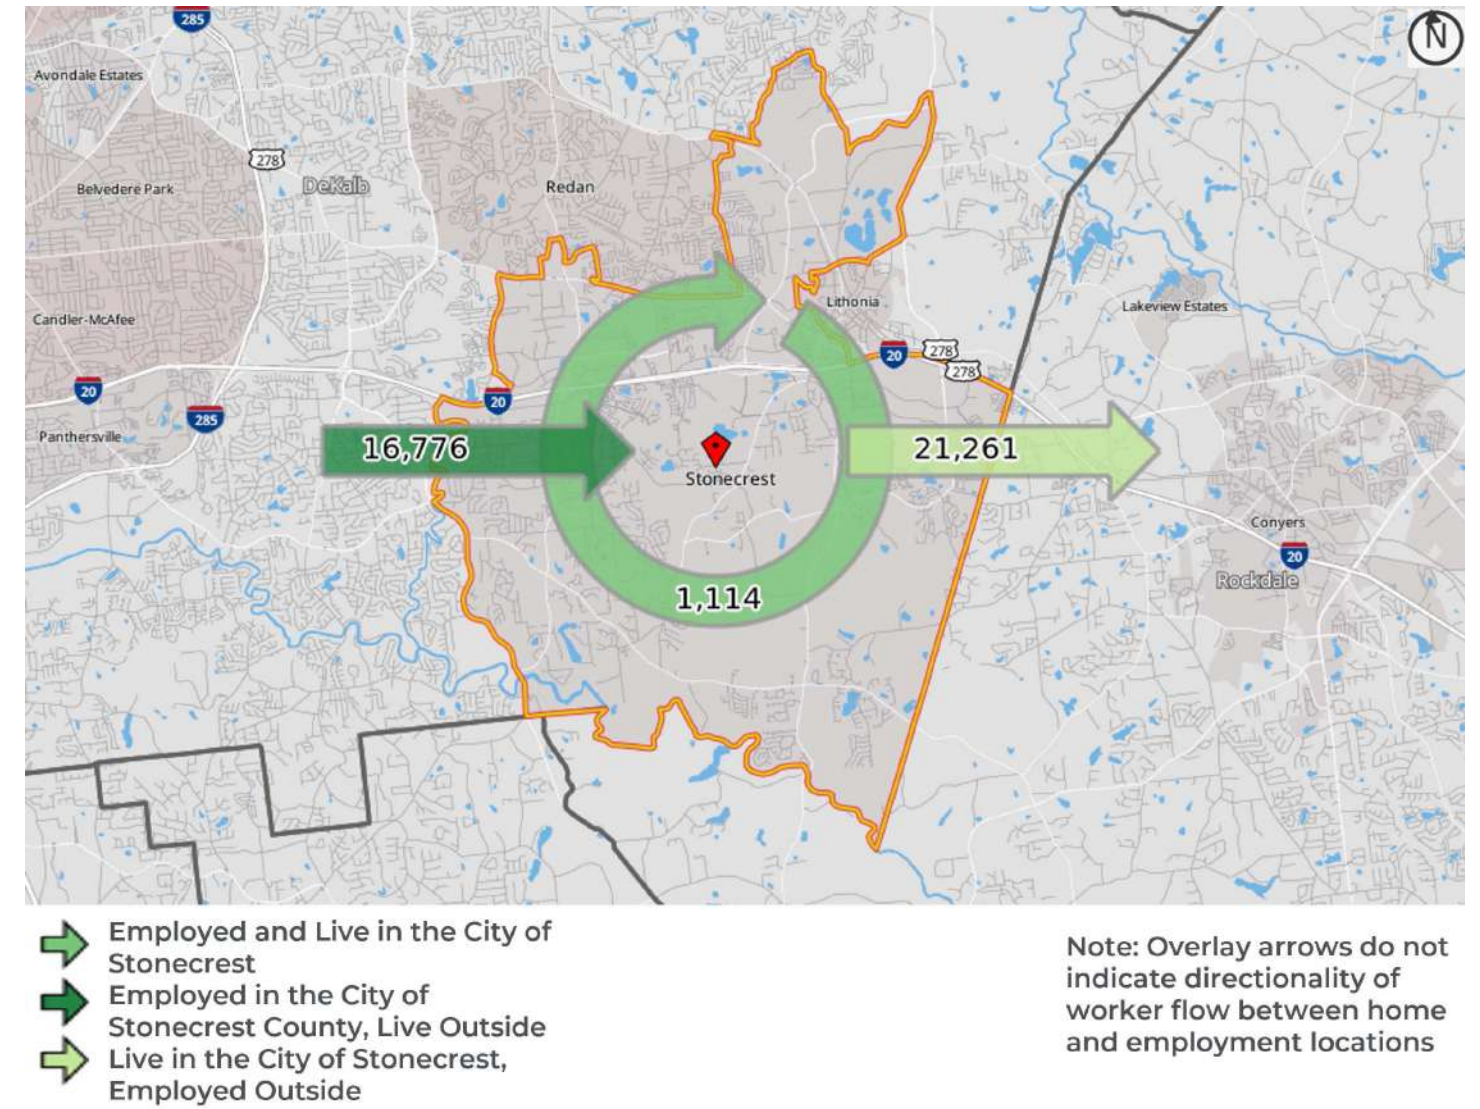 285
N
Avondale Estates
278
Belvedere Park
DeKalb
Redan
Candler-McAfee
Lithonia
Lakeview Estates
20
278
278
20
20
285
Panthersville
16,776
21,261
Stonecrest
Conyers
20
Rockdale
1,114
Employed and Live in the City of
Stonecrest
Employed in the City of
Stonecrest County, Live Outside
Live in the City of Stonecrest,
Employed Outside
Note: Overlay arrows do not
indicate directionality of
worker flow between home
and employment locations